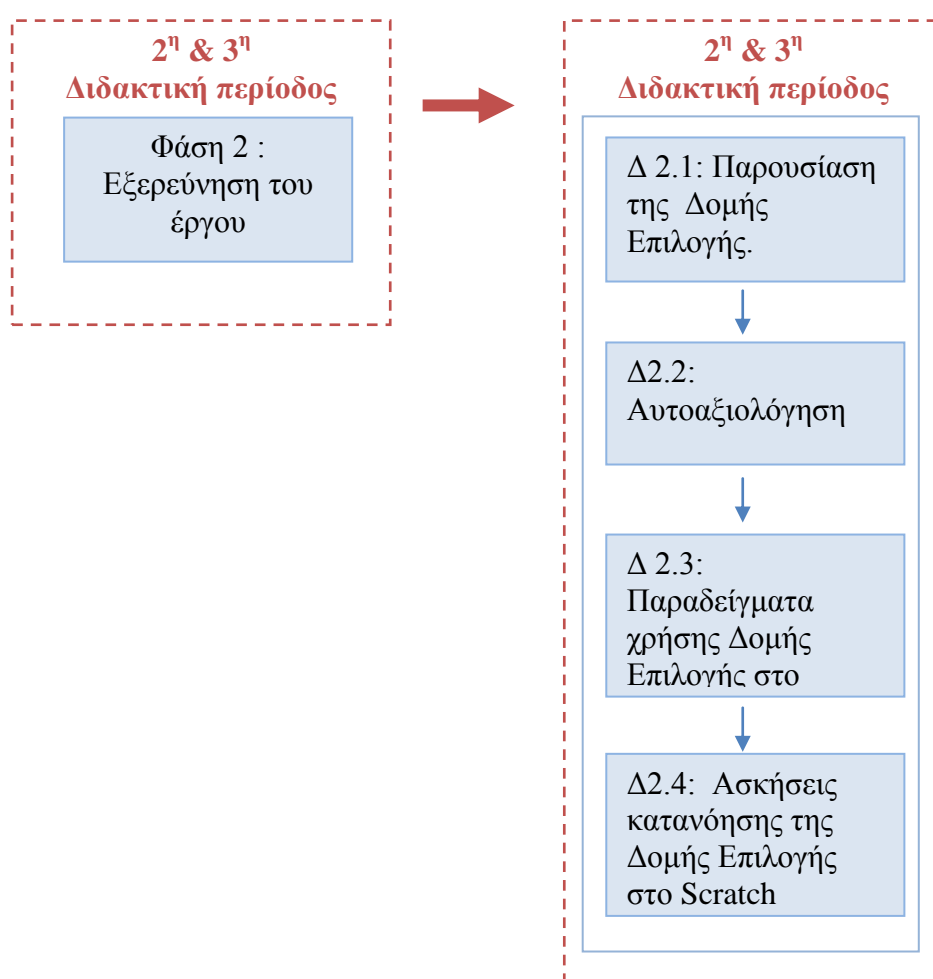 2η & 3η
Διδακτική περίοδος
Φάση 2 :
Εξερεύνηση του
έργου
2η & 3η
Διδακτική περίοδος
Δ 2.1: Παρουσίαση
της Δομής
Επιλογής.
Δ2.2:
Αυτοαξιολόγηση
Δ 2.3:
Παραδείγματα
χρήσης Δομής
Επιλογής στο
Δ2.4: Ασκήσεις
κατανόησης της
Δομής Επιλογής
στο Scratch